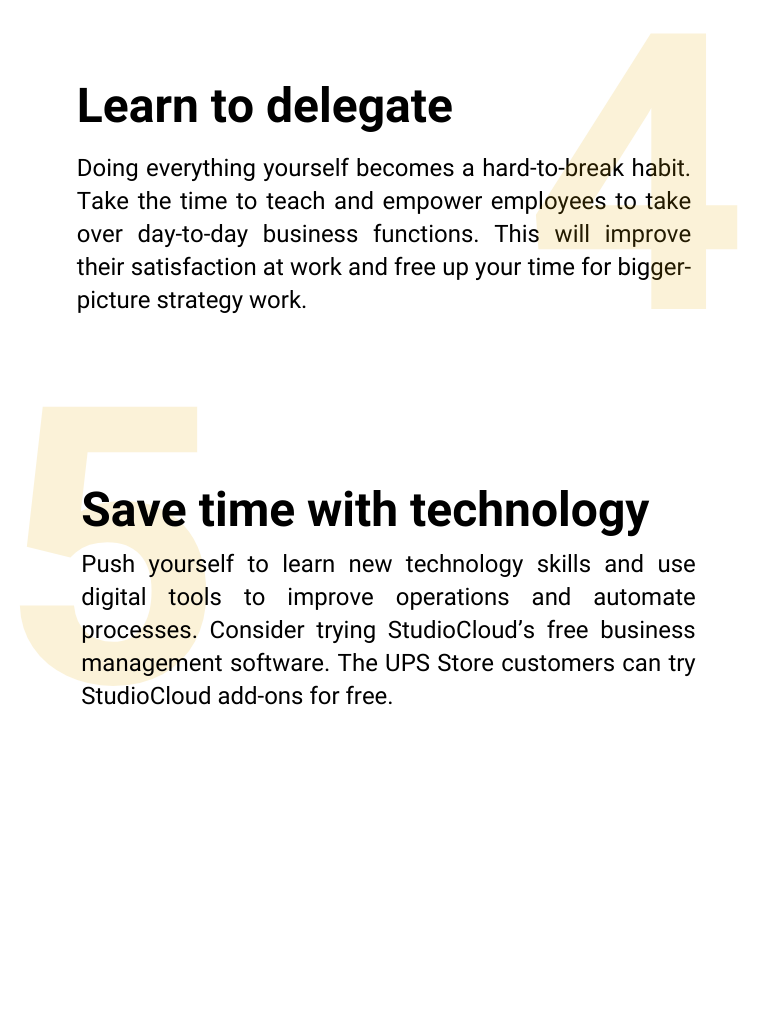 4
Learn to delegate
Doing everything yourself becomes a hard-to-break habit.
Take the time to teach and empower employees to take
over day-to-day business functions. This will improve
their satisfaction at work and free up your time for bigger-
picture strategy work.
5
Save time with technology
Push yourself to learn new technology skills and use
digital tools to improve operations and automate
processes. Consider trying StudioCloud’s free business
management software. The UPS Store customers can try
StudioCloud add-ons for free.